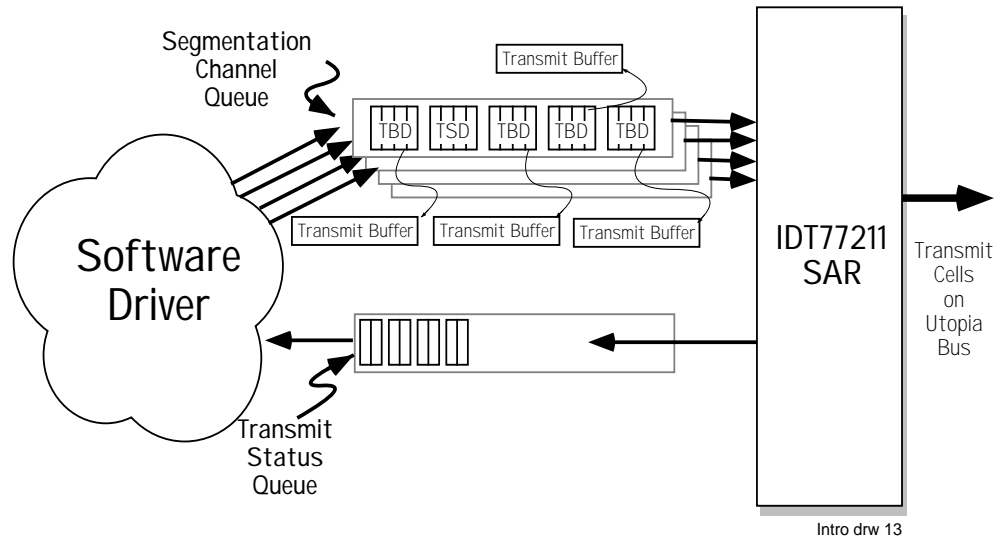 Segmentation
Channel
Queue
Transmit Buffer
TBD TSD TBD TBD TBD
Transmit Buffer Transmit Buffer Transmit Buffer
Software
Driver
IDT77211
SAR
Transmit
Cells
on
Utopia
Bus
Transmit
Status
Queue
Intro drw 13